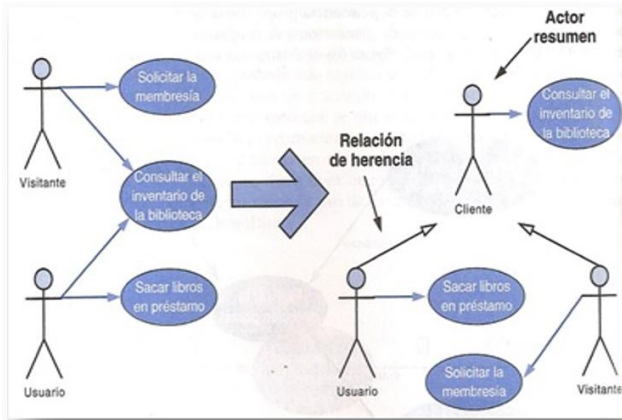 Solicitar la
membresía
Visitante
Consultar el
inventario de
la biblioteca
Sacar libros
en préstamo
Usuario
Actor
resumen
Consultar el
inventario de
la biblioteca
Cliente
Relación
de herencia
Sacar libros
en préstamo
Usuario
Solicitar la
membresía
Visitante